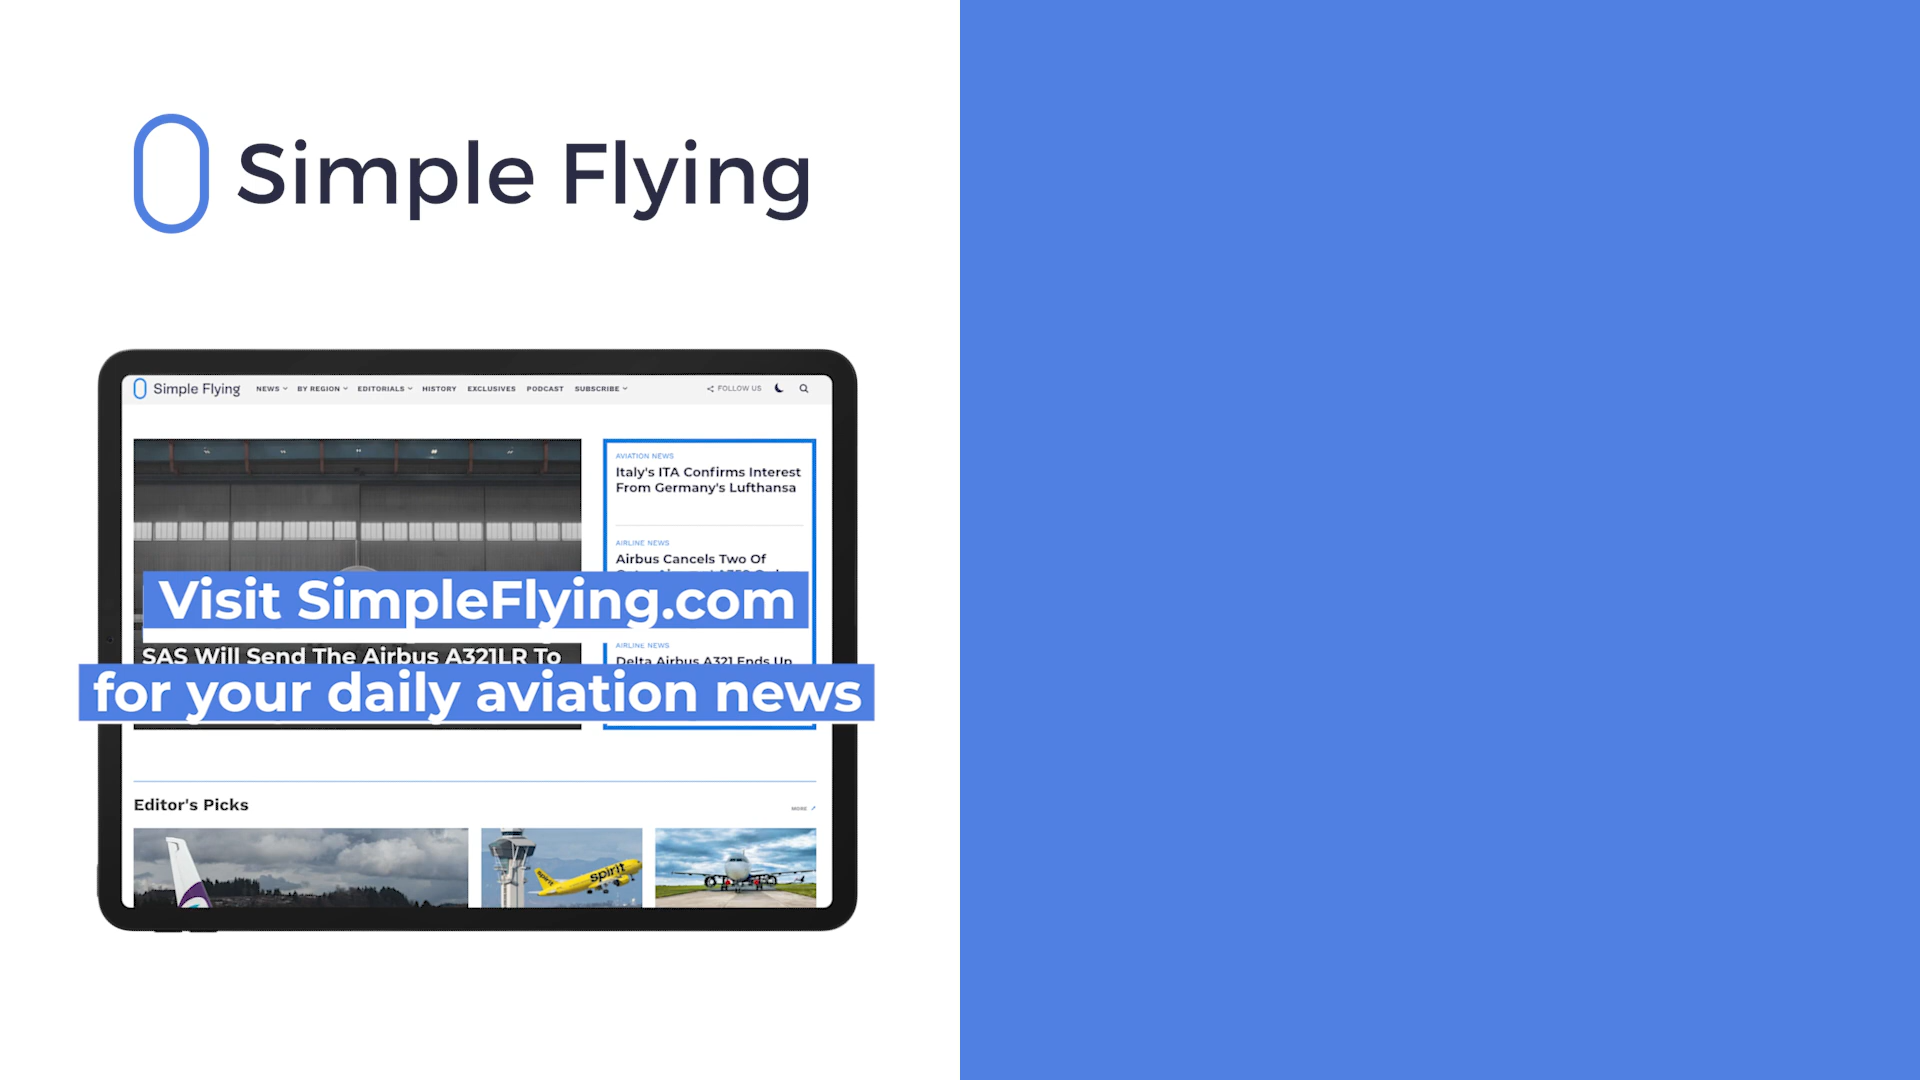 Simple Flying
Simple Flying NEWS BY REGION EDITORIALS HISTORY EXCLUSIVES PODCAST SUBSCRIBE FOLLOW US
AVIATION NEWS
Italy's ITA Confirms Interest
From Germany's Lufthansa
AIRLINE NEWS
Airbus Cancels Two Of
Visit SimpleFlying.com
AIRLINE NEWS
SAS Will Send The Airbus A321LR To
Delta Airbus A321 Ends Up
for your daily aviation news
Editor's Picks
MORE
spirit
spirit